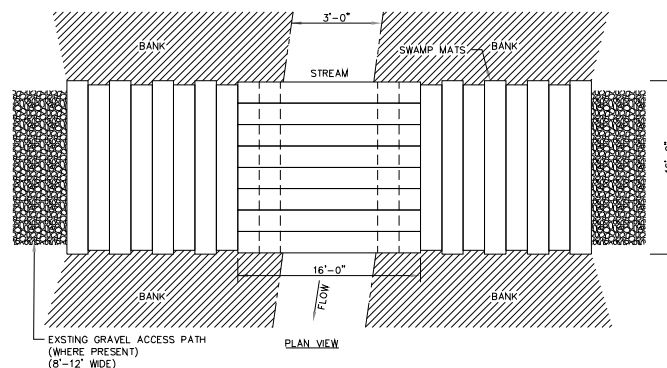 3'-0"
BANK
SWAMP MATS
BANK
STREAM
16'-0"
BANK
FLOW
BANK
EXSTING GRAVEL ACCESS PATH
(WHERE PRESENT)
(8'-12' WIDE)
PLAN VIEW